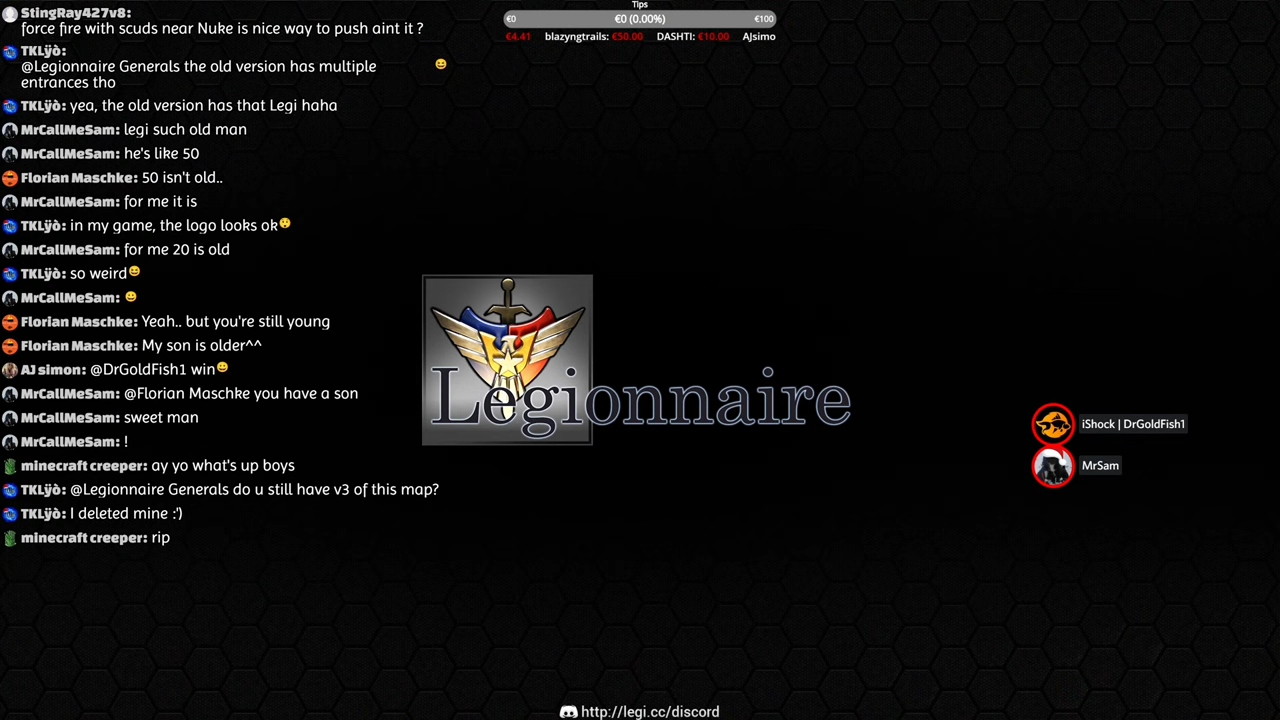 StingRay427v8:
force fire with scuds near Nuke is nice way to push aint it ?
TKLÿò:
@Legionnaire Generals the old version has multiple
entrances tho
TKLÿò: yea, the old version has that Legi haha
MrCallMeSam: legi such old man
MrCallMeSam: he's like 50
Florian Maschke: 50 isn't old..
MrCallMeSam: for me it is
TKLÿò: in my game, the logo looks ok
MrCallMeSam: for me 20 is old
TKLÿò: so weird
MrCallMeSam:
Florian Maschke: Yeah.. but you're still young
Florian Maschke: My son is older^^
AJ simon: @DrGoldFish1 win
MrCallMeSam: @Florian Maschke you have a son
MrCallMeSam: sweet man
MrCallMeSam: !
minecraft creeper: ay yo what's up boys
TKLÿò: @Legionnaire Generals do u still have v3 of this map?
TKLÿò: I deleted mine :')
minecraft creeper: rip
Tips
€0 €0 (0.00%) €100
€4.41 blazyngtrails: €50.00 DASHTI: €10.00 AJsimo
Legionnaire
iShock | DrGoldFish1
MrSam
http://legi.cc/discord